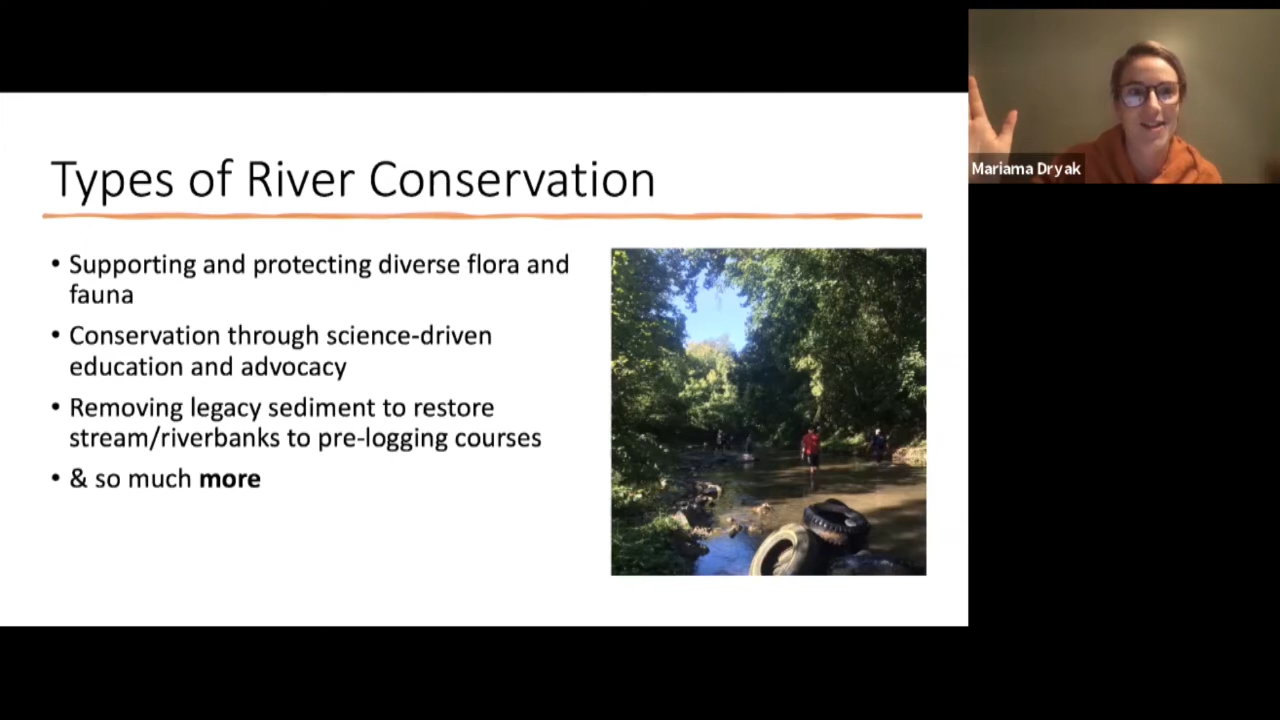 Types of River Conservation
• Supporting and protecting diverse flora and
fauna
• Conservation through science-driven
education and advocacy
• Removing legacy sediment to restore
stream/riverbanks to pre-logging courses
• & so much more
Mariama Dryak